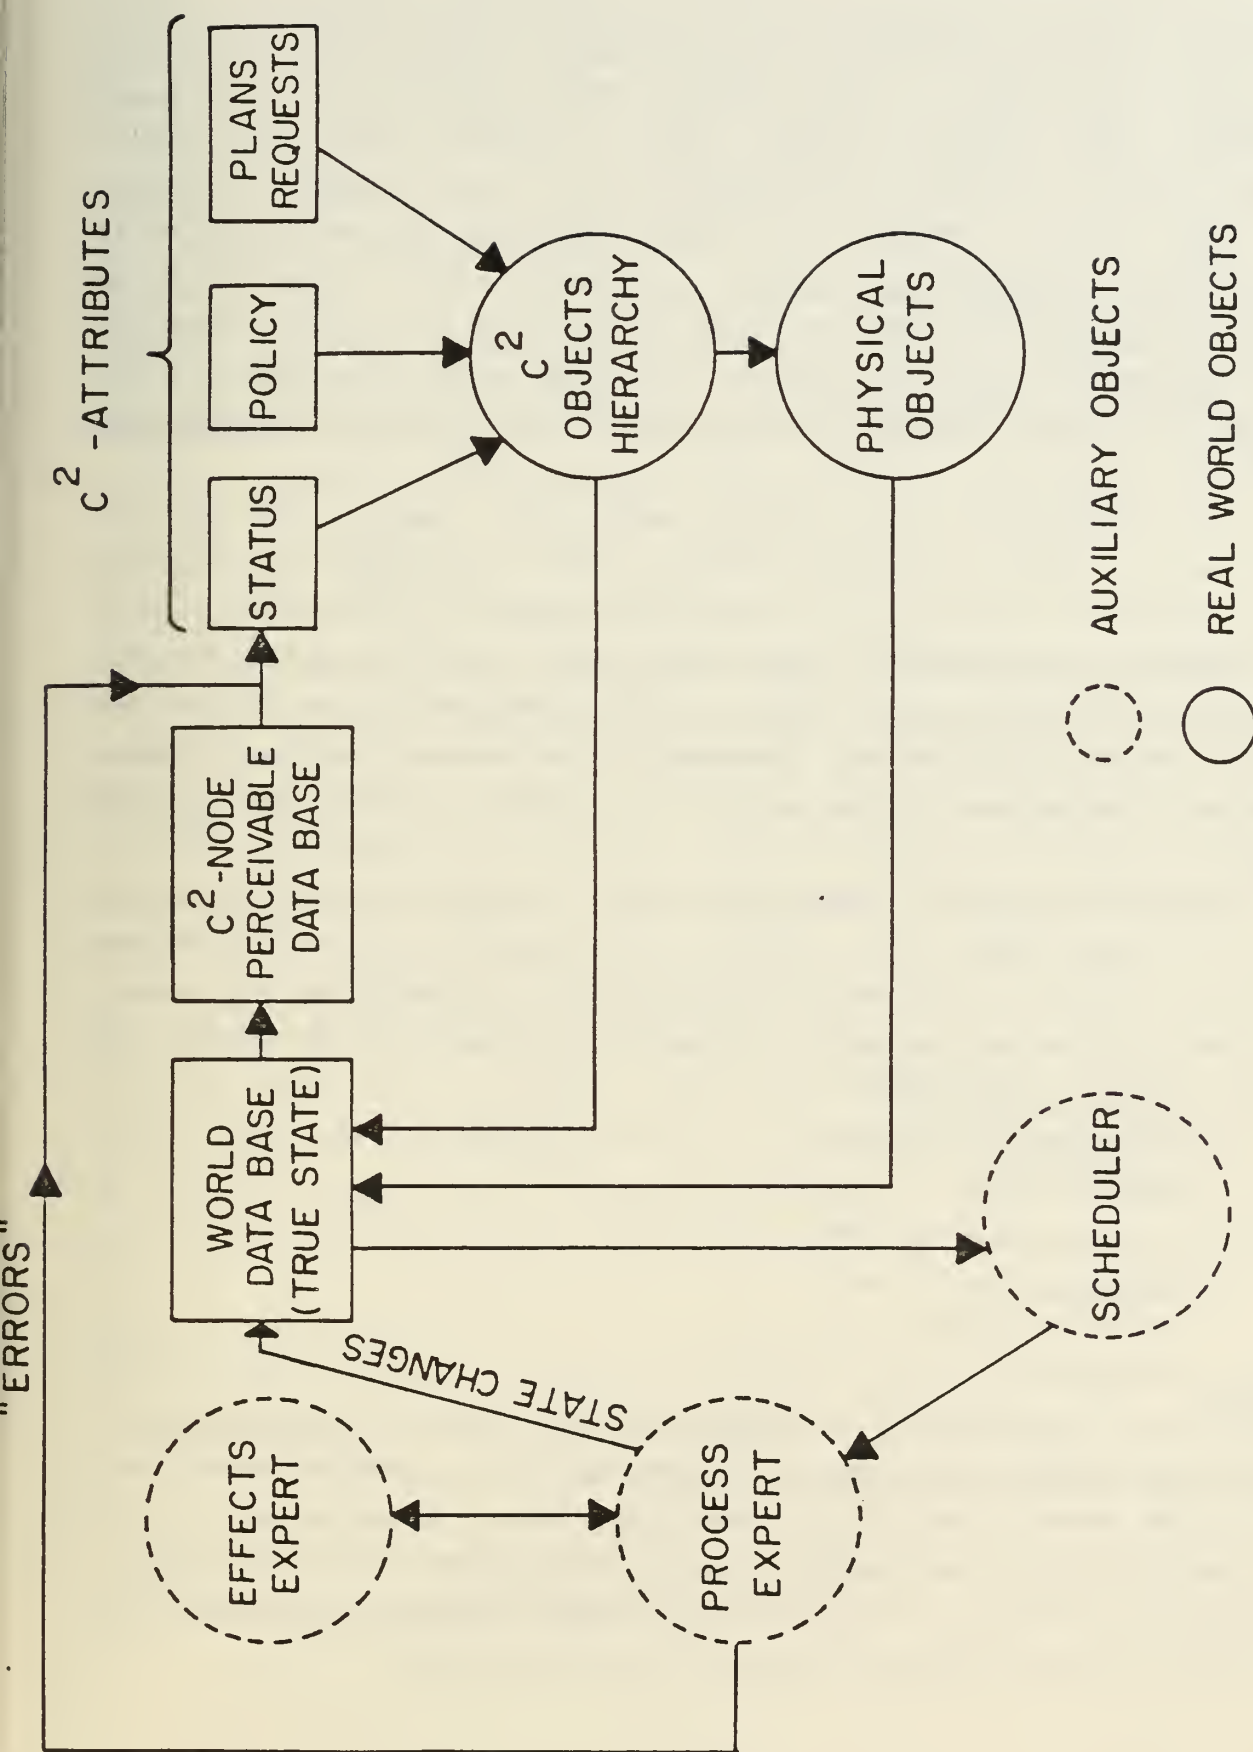 "ERRORS"
C²-ATTRIBUTES
EFFECTS
EXPERT
WORLD
DATA BASE
(TRUE STATE)
C²-NODE
PERCEIVABLE
DATA BASE
STATUS
POLICY
PLANS
REQUESTS
STATE CHANGES
C²
OBJECTS
HIERARCHY
PROCESS
EXPERT
PHYSICAL
OBJECTS
SCHEDULER
AUXILIARY OBJECTS
REAL WORLD OBJECTS